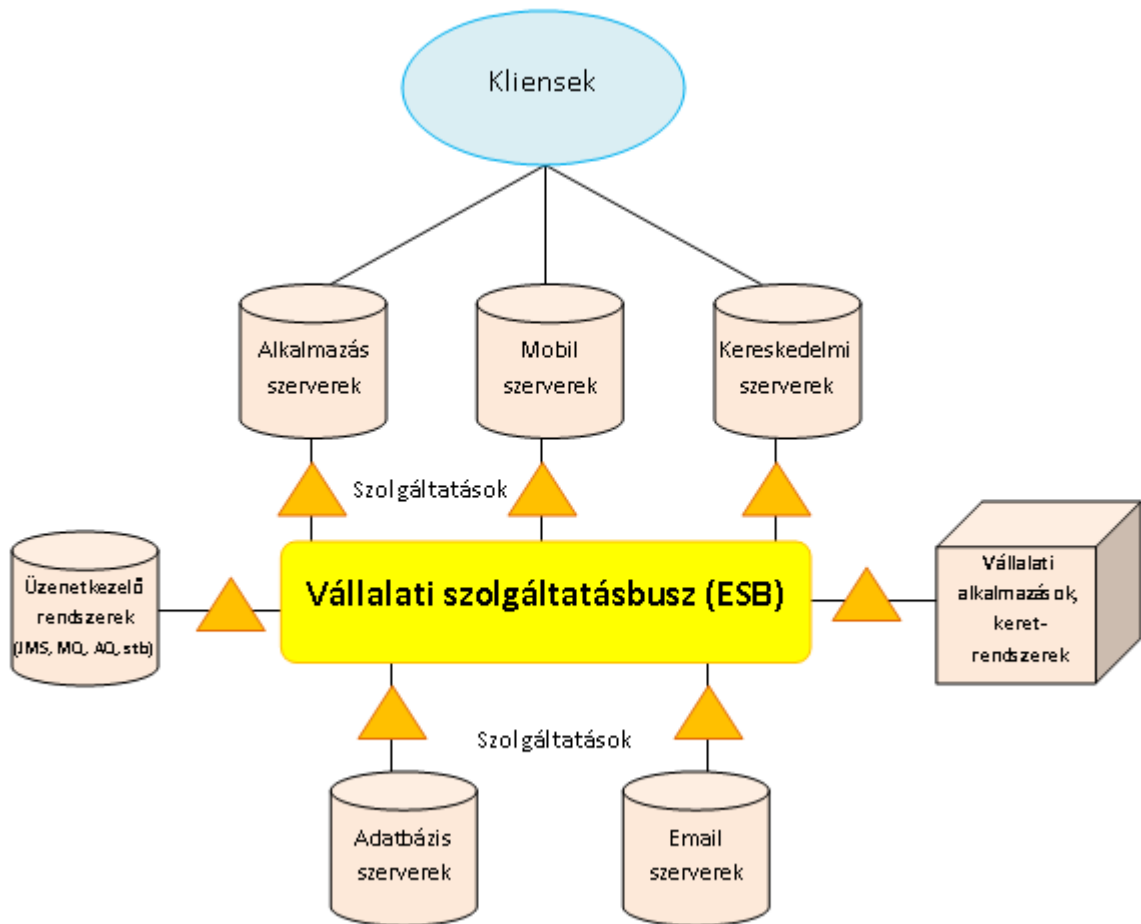 Kliensek
Alkalmazás
szerverek
Mobil
szerverek
Kereskedelmi
szerverek
Szolgáltatások
Üzenetkezelő
rendszerek
(JMS, MQ, AQ, stb)
Vállalati szolgáltatásbusz (ESB)
Vállalati
alkalmazások,
keret-
rendszerek
Szolgáltatások
Adatbázis
szerverek
Email
szerverek